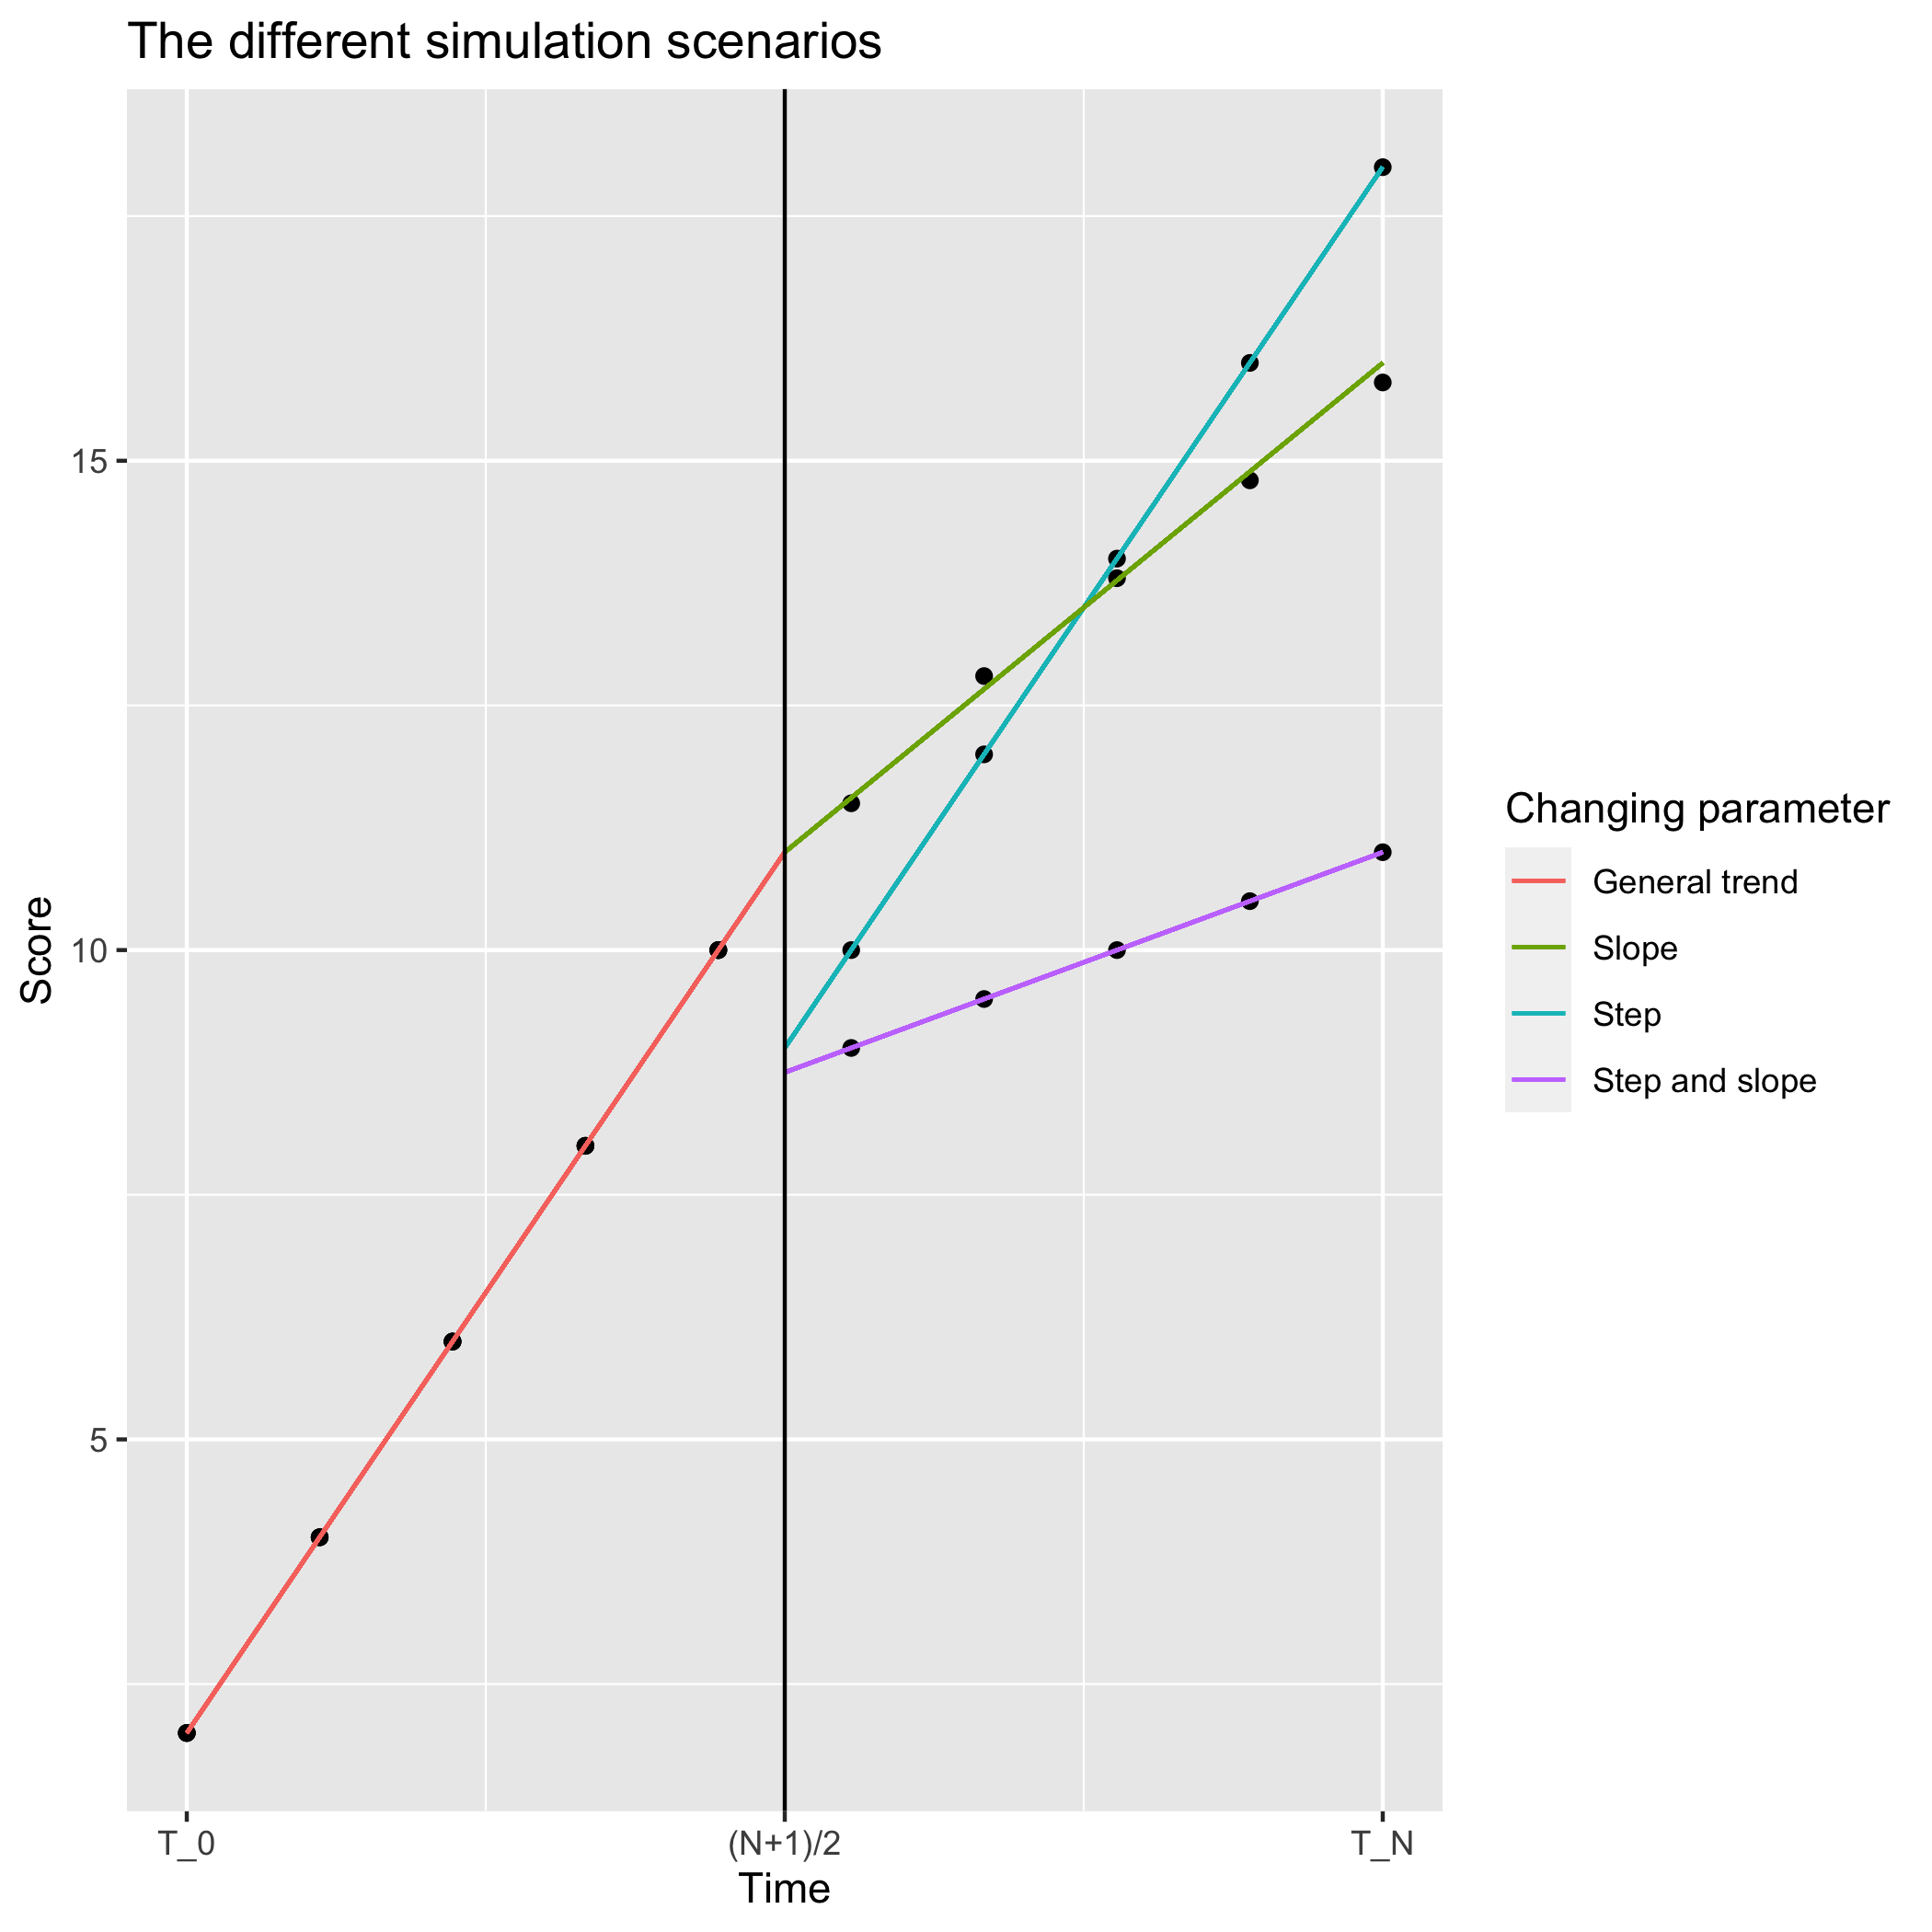 The different simulation scenarios
15
10
5
Score
T_0
(N+1)/2
T_N
Time
Changing parameter
General trend
Slope
Step
Step and slope